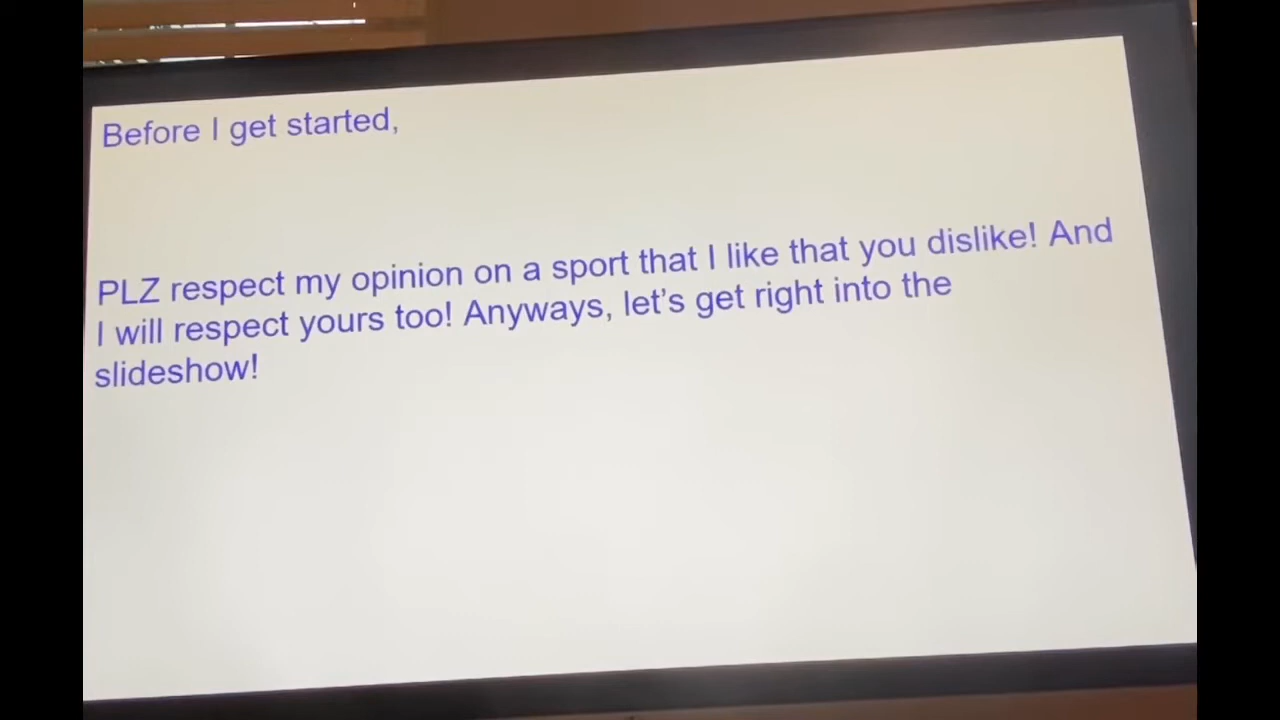 Before I get started,
PLZ respect my opinion on a sport that I like that you dislike! And
I will respect yours too! Anyways, let's get right into the
slideshow!